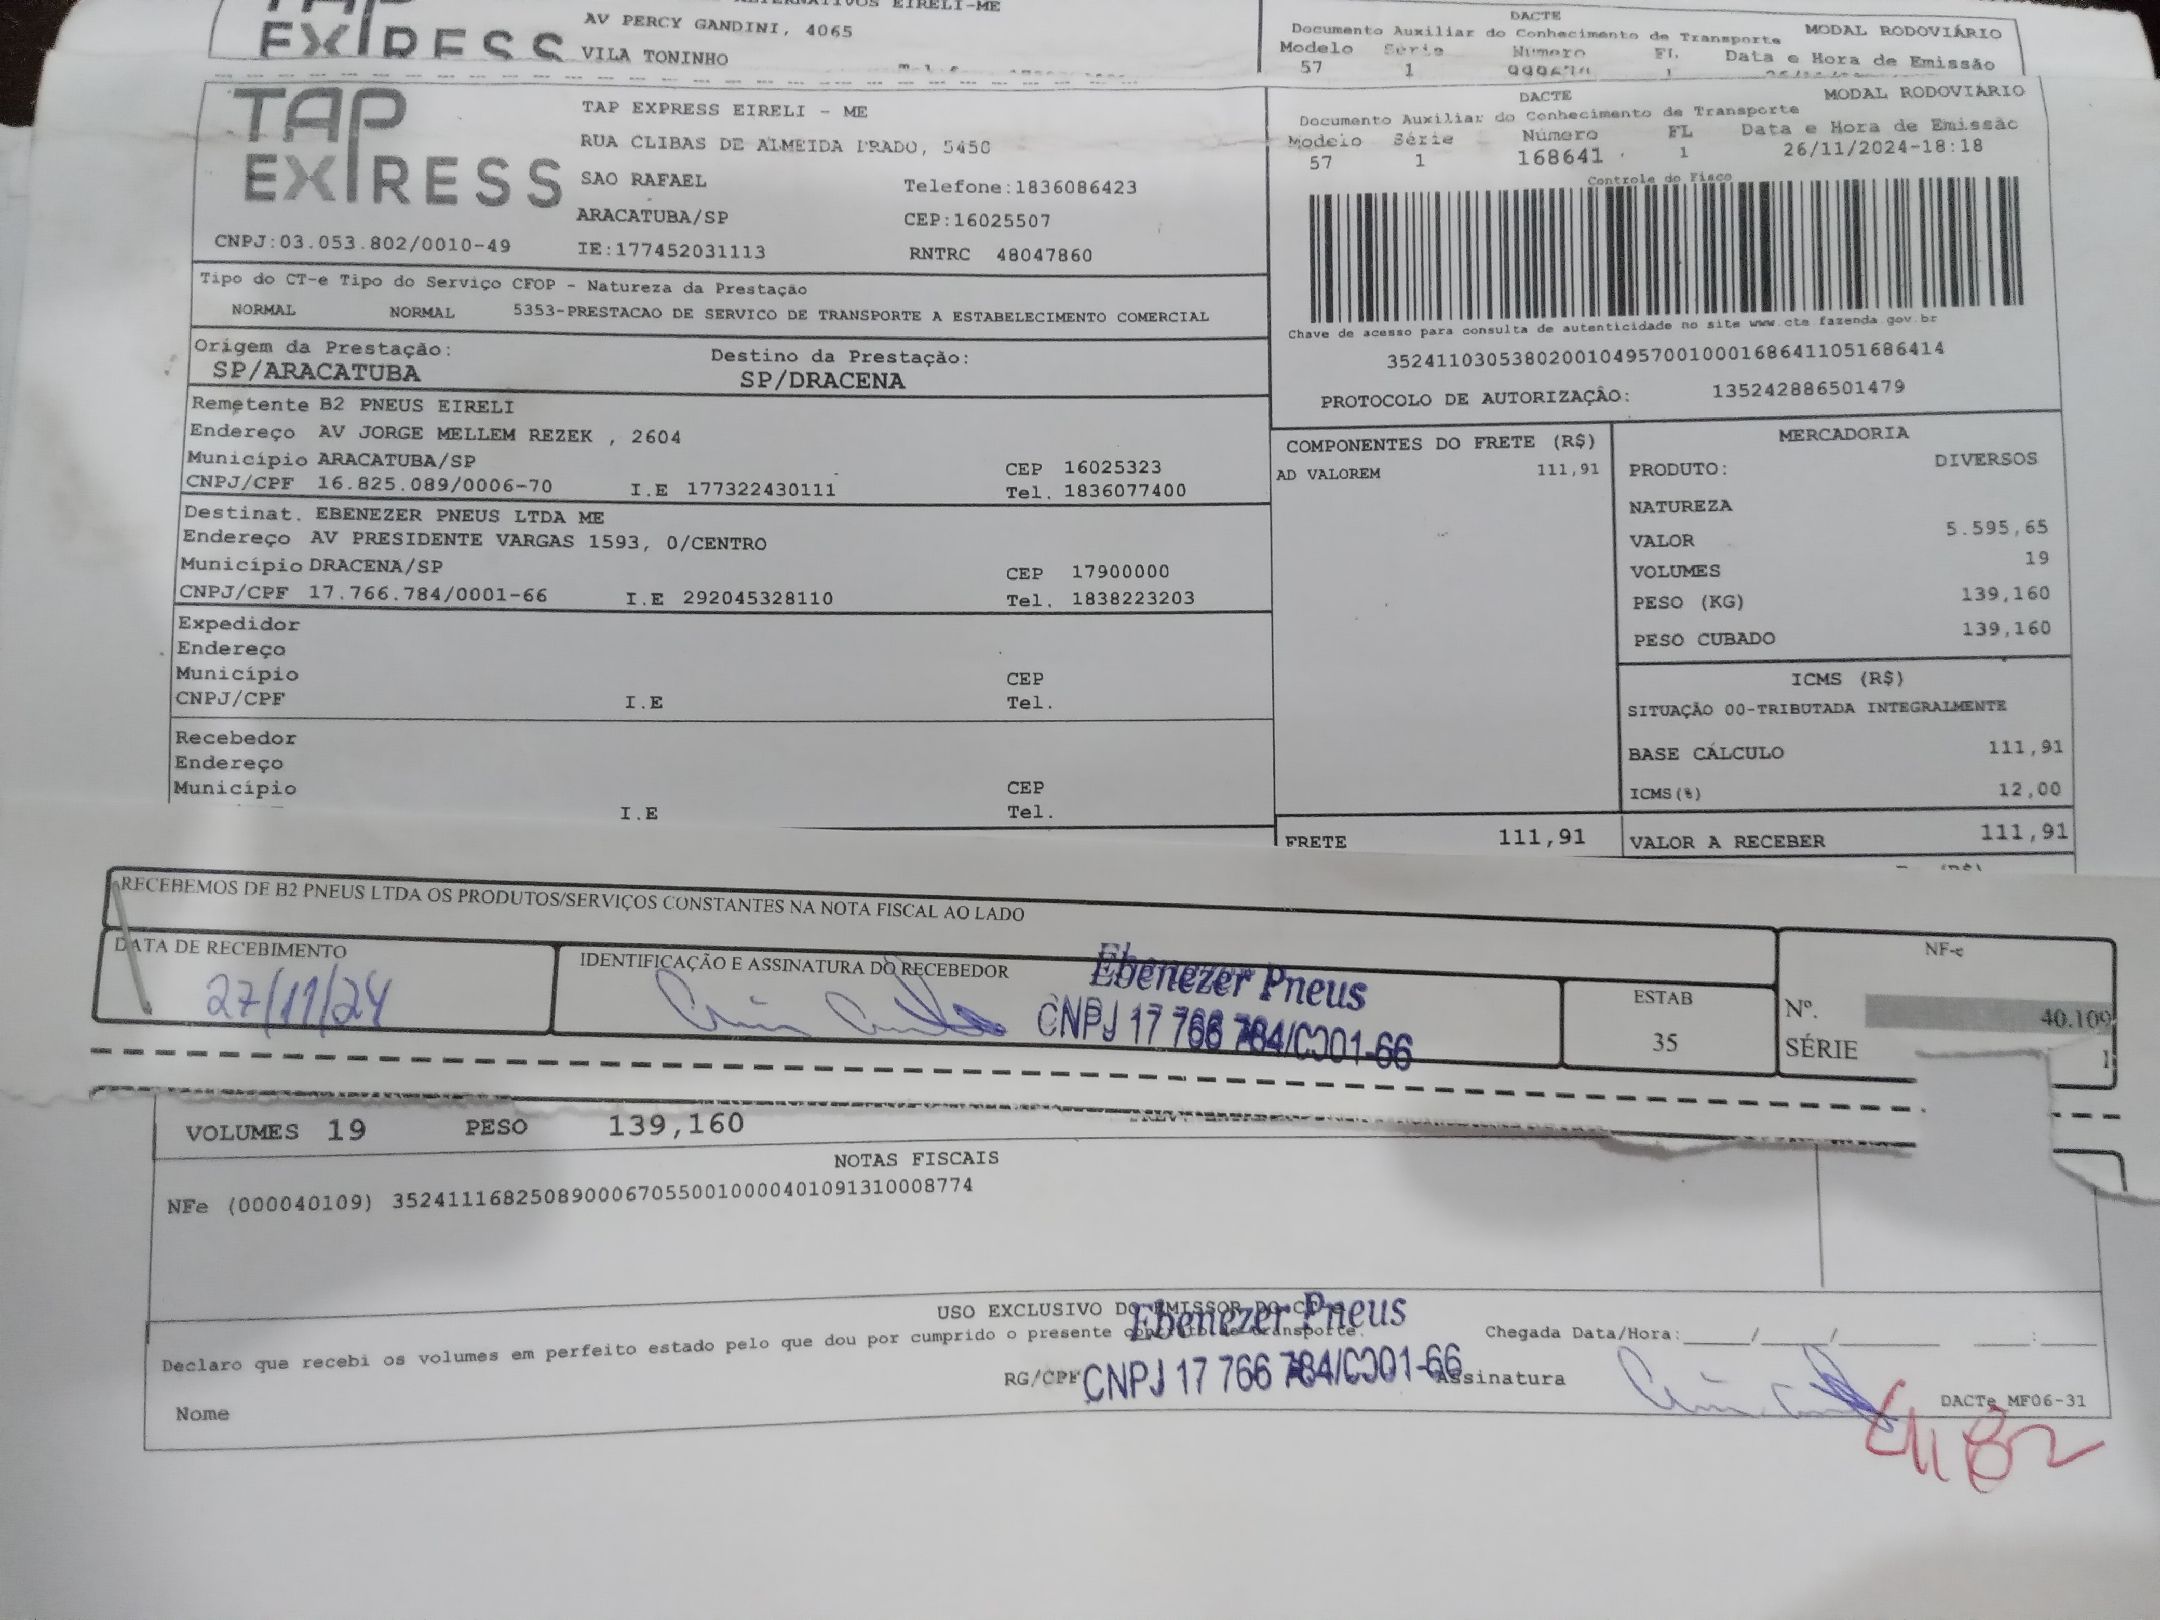 EIRELI-ME
AV PERCY GANDINI, 4065
VILA TONINHO
DACTE
Documento Auxiliar do Conhecimento de Transporte MODAL RODOVIÁRIO
Modelo Série Número FL Data e Hora de Emissão
57 1
TAP EXPRESS
TAP EXPRESS EIRELI - ME
RUA CLIBAS DE ALMEIDA PRADO, 5450
SAO RAFAEL Telefone:1836086423
ARACATUBA/SP CEP:16025507
CNPJ:03.053.802/0010-49 IE:177452031113 RNTRC 48047860
DACTE MODAL RODOVIARIO
Documento Auxiliar do Conhecimento de Transporte
Modelo Série Número FL Data e Hora de Emissão
57 1 168641 1 26/11/2024-18:18
Controle do Fisco
Chave de acesso para consulta de autenticidade no site www.cte.fazenda.gov.br
35241103053802001049570010001686411051686414
PROTOCOLO DE AUTORIZAÇÃO: 135242886501479
Tipo do CT-e Tipo do Serviço CFOP - Natureza da Prestação
NORMAL NORMAL 5353-PRESTACAO DE SERVICO DE TRANSPORTE A ESTABELECIMENTO COMERCIAL
Origem da Prestação: Destino da Prestação:
SP/ARACATUBA SP/DRACENA
Remetente B2 PNEUS EIRELI
Endereço AV JORGE MELLEM REZEK , 2604
Município ARACATUBA/SP CEP 16025323
CNPJ/CPF 16.825.089/0006-70 I.E 177322430111 Tel. 1836077400
Destinat. EBENEZER PNEUS LTDA ME
Endereço AV PRESIDENTE VARGAS 1593, 0/CENTRO
Município DRACENA/SP CEP 17900000
CNPJ/CPF 17.766.784/0001-66 I.E 292045328110 Tel. 1838223203
Expedidor
Endereço
Município CEP
CNPJ/CPF I.E Tel.
Recebedor
Endereço
Município CEP
I.E Tel.
COMPONENTES DO FRETE (R$)
AD VALOREM 111,91
FRETE 111,91
MERCADORIA
PRODUTO: DIVERSOS
NATUREZA
VALOR 5.595,65
VOLUMES 19
PESO (KG) 139,160
PESO CUBADO 139,160
ICMS (R$)
SITUAÇÃO 00-TRIBUTADA INTEGRALMENTE
BASE CÁLCULO 111,91
ICMS(%) 12,00
VALOR A RECEBER 111,91
RECEBEMOS DE B2 PNEUS LTDA OS PRODUTOS/SERVIÇOS CONSTANTES NA NOTA FISCAL AO LADO
DATA DE RECEBIMENTO
27/11/24
IDENTIFICAÇÃO E ASSINATURA DO RECEBEDOR
Ebenezer Pneus
CNPJ 17 766 784/0001-66
ESTAB
35
NF-e
Nº. 40.109
SÉRIE 1
VOLUMES 19 PESO 139,160
NOTAS FISCAIS
NFe (000040109) 35241116825089000670550010000401091310008774
USO EXCLUSIVO DO EMISSOR DO CT-e
Declaro que recebi os volumes em perfeito estado pelo que dou por cumprido o presente contrato de transporte.
Ebenezer Pneus
CNPJ 17 766 784/0001-66
Chegada Data/Hora:_____/_____/_____ ____:____
Nome RG/CPF Assinatura
DACTe MF06-31